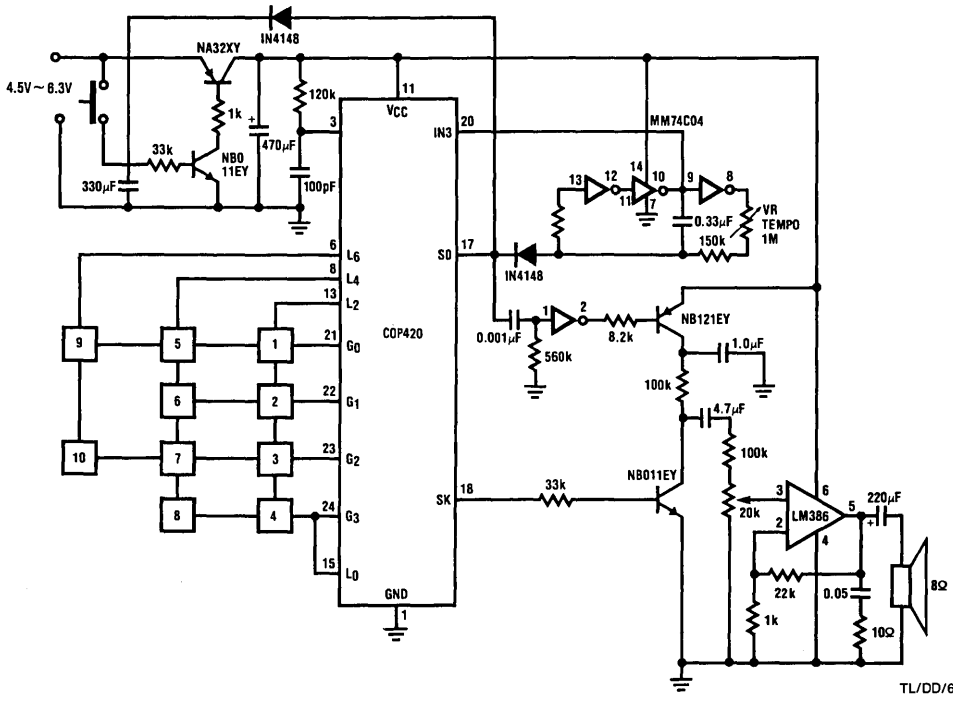 IN4148
NA32XY
4.5V ~ 6.3V
1k
120k
11
VCC
3
IN3
20
MM74C04
33k
NB0
11EY
470µF
+
330µF
100pF
14
13
12
11
10
7
9
8
0.33µF
VR
TEMPO
1M
150k
6
L6
SO
17
IN4148
8
L4
13
L2
COP420
9
5
1
21
G0
0.001µF
1
2
8.2k
NB121EY
560k
1.0µF
6
2
22
G1
100k
4.7µF
10
7
3
23
G2
100k
NB011EY
8
4
24
G3
SK
18
33k
20k
3
2
LM386
6
5
4
220µF
+
15
L0
22k
0.05
8Ω
GND
1
1k
10Ω
TL/DD/6